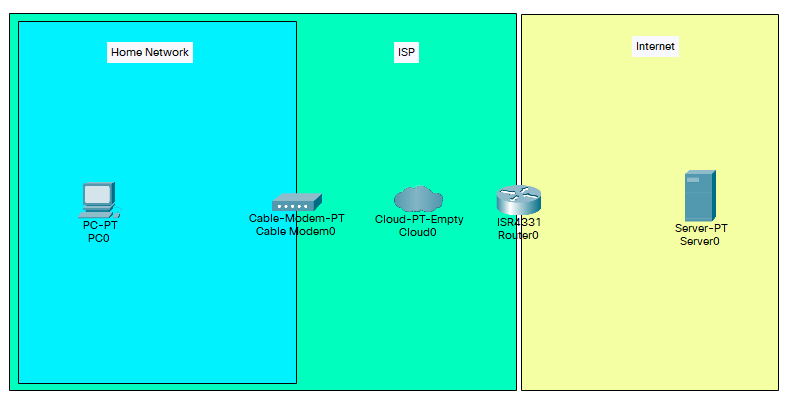 Home Network
ISP
Internet
PC-PT
PC0
Cable-Modem-PT
Cable Modem0
Cloud-PT-Empty
Cloud0
ISR4331
Router0
Server-PT
Server0